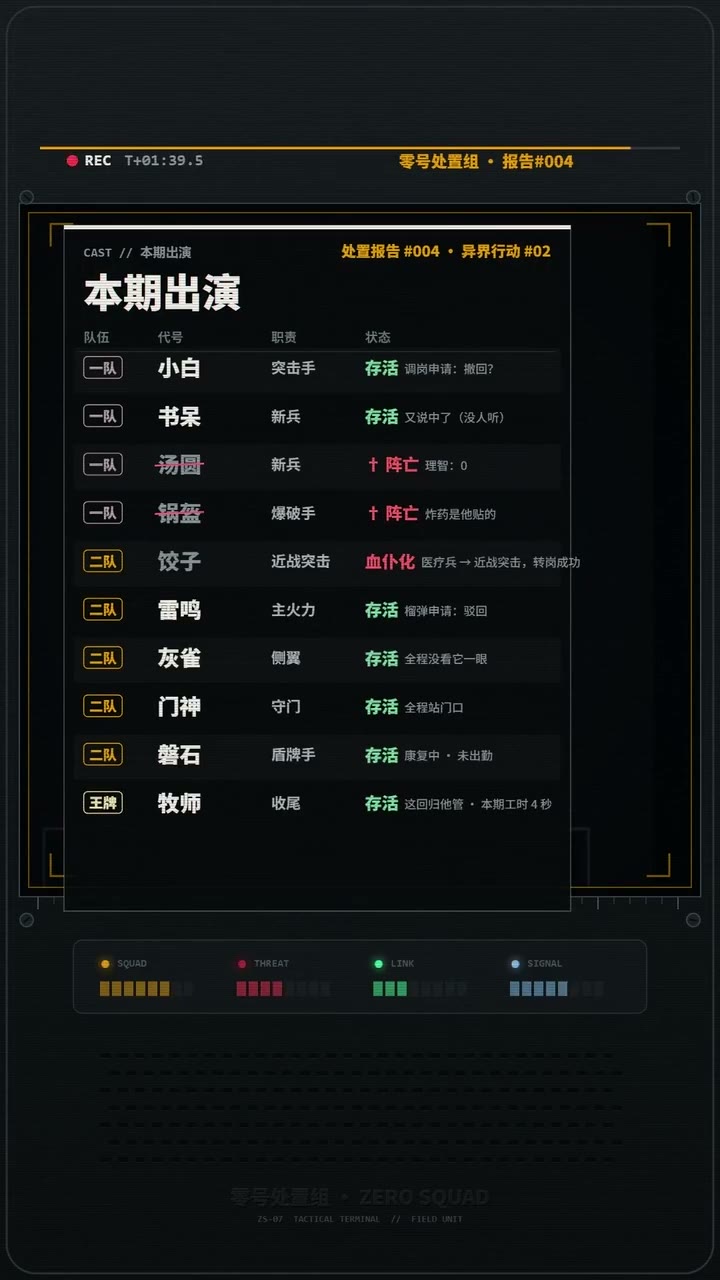 REC T+01:39.5 零号处置组 · 报告#004
CAST // 本期出演 处置报告 #004 · 异界行动 #02
本期出演
队伍 代号 职责 状态
一队 小白 突击手 存活 调岗申请：撤回？
一队 书呆 新兵 存活 又说中了（没人听）
一队 汤圆 新兵 † 阵亡 理智：0
一队 锅盔 爆破手 † 阵亡 炸药是他贴的
二队 饺子 近战突击 血仆化 医疗兵 → 近战突击，转岗成功
二队 雷鸣 主火力 存活 榴弹申请：驳回
二队 灰雀 侧翼 存活 全程没看它一眼
二队 门神 守门 存活 全程站门口
二队 磐石 盾牌手 存活 康复中 · 未出勤
王牌 牧师 收尾 存活 这回归他管 · 本期工时 4 秒
SQUAD THREAT LINK SIGNAL
零号处置组 · ZERO SQUAD
ZS-07 TACTICAL TERMINAL // FIELD UNIT